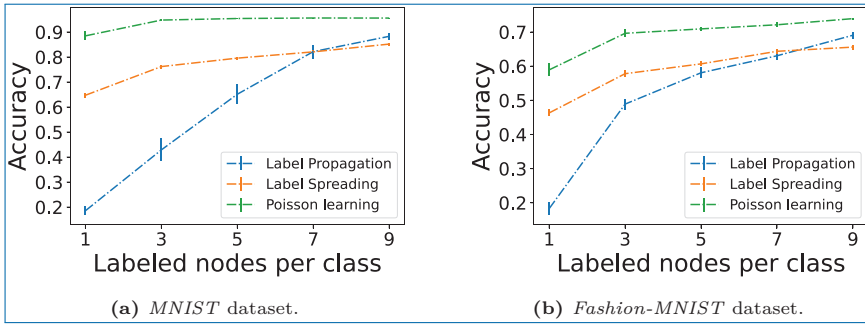 0.9
0.8
0.7
0.6
0.5
0.4
0.3
0.2
Accuracy
Label Propagation
Label Spreading
Poisson learning
1 3 5 7 9
Labeled nodes per class
(a) MNIST dataset.
0.7
0.6
0.5
0.4
0.3
0.2
Accuracy
Label Propagation
Label Spreading
Poisson learning
1 3 5 7 9
Labeled nodes per class
(b) Fashion-MNIST dataset.